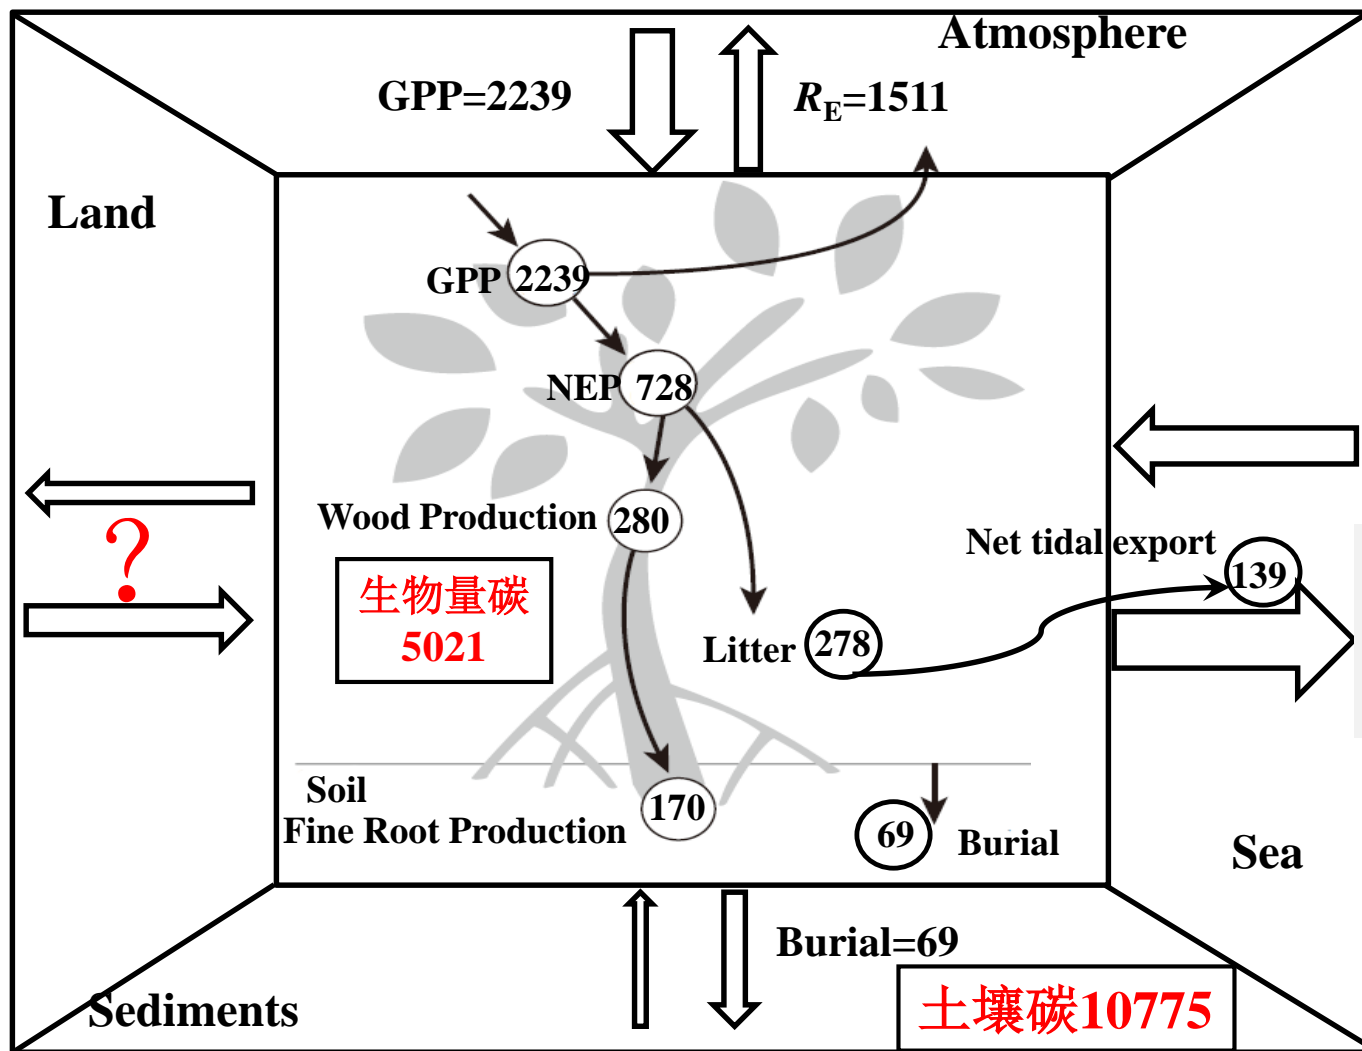 Atmosphere
GPP=2239
RE=1511
Land
GPP 2239
NEP 728
Wood Production 280
Net tidal export 139
?
生物量碳
5021
Litter 278
Soil
Fine Root Production 170
69 Burial
Sea
Burial=69
Sediments
土壤碳10775